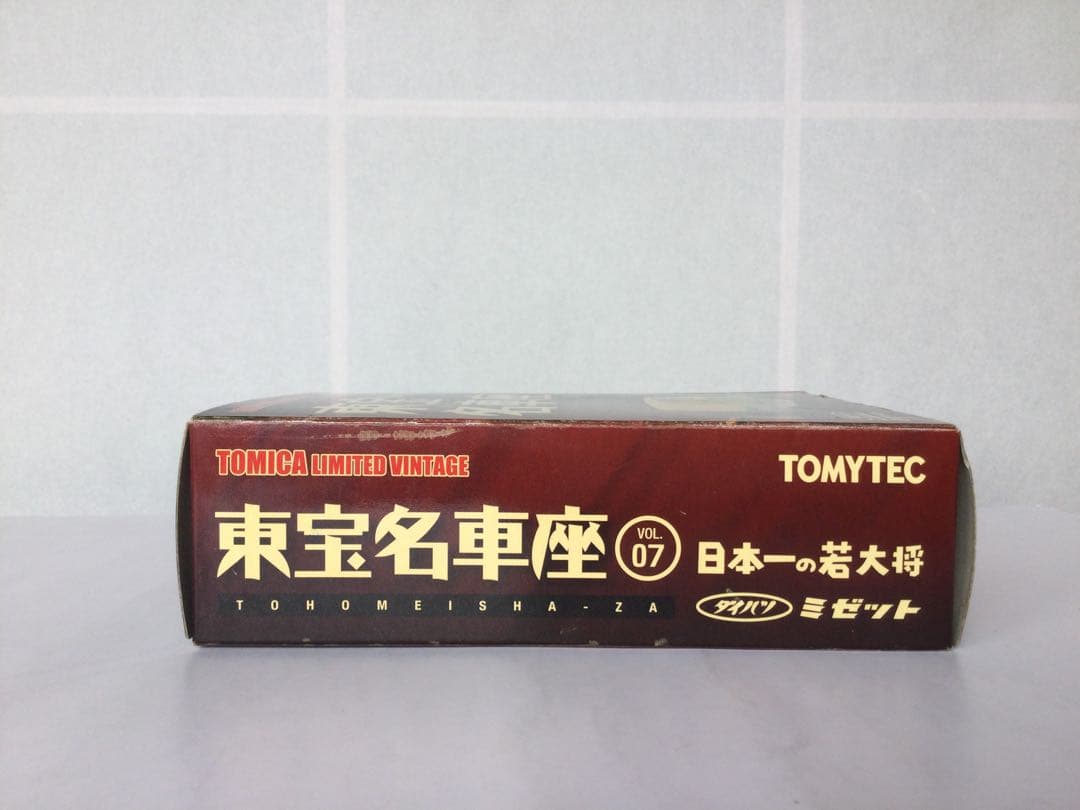 TOMICA LIMITED VINTAGE
TOMYTEC
東宝名車座
VOL.
07
TOHOMEISHA-ZA
日本一の若大将
ダイハツ ミゼット